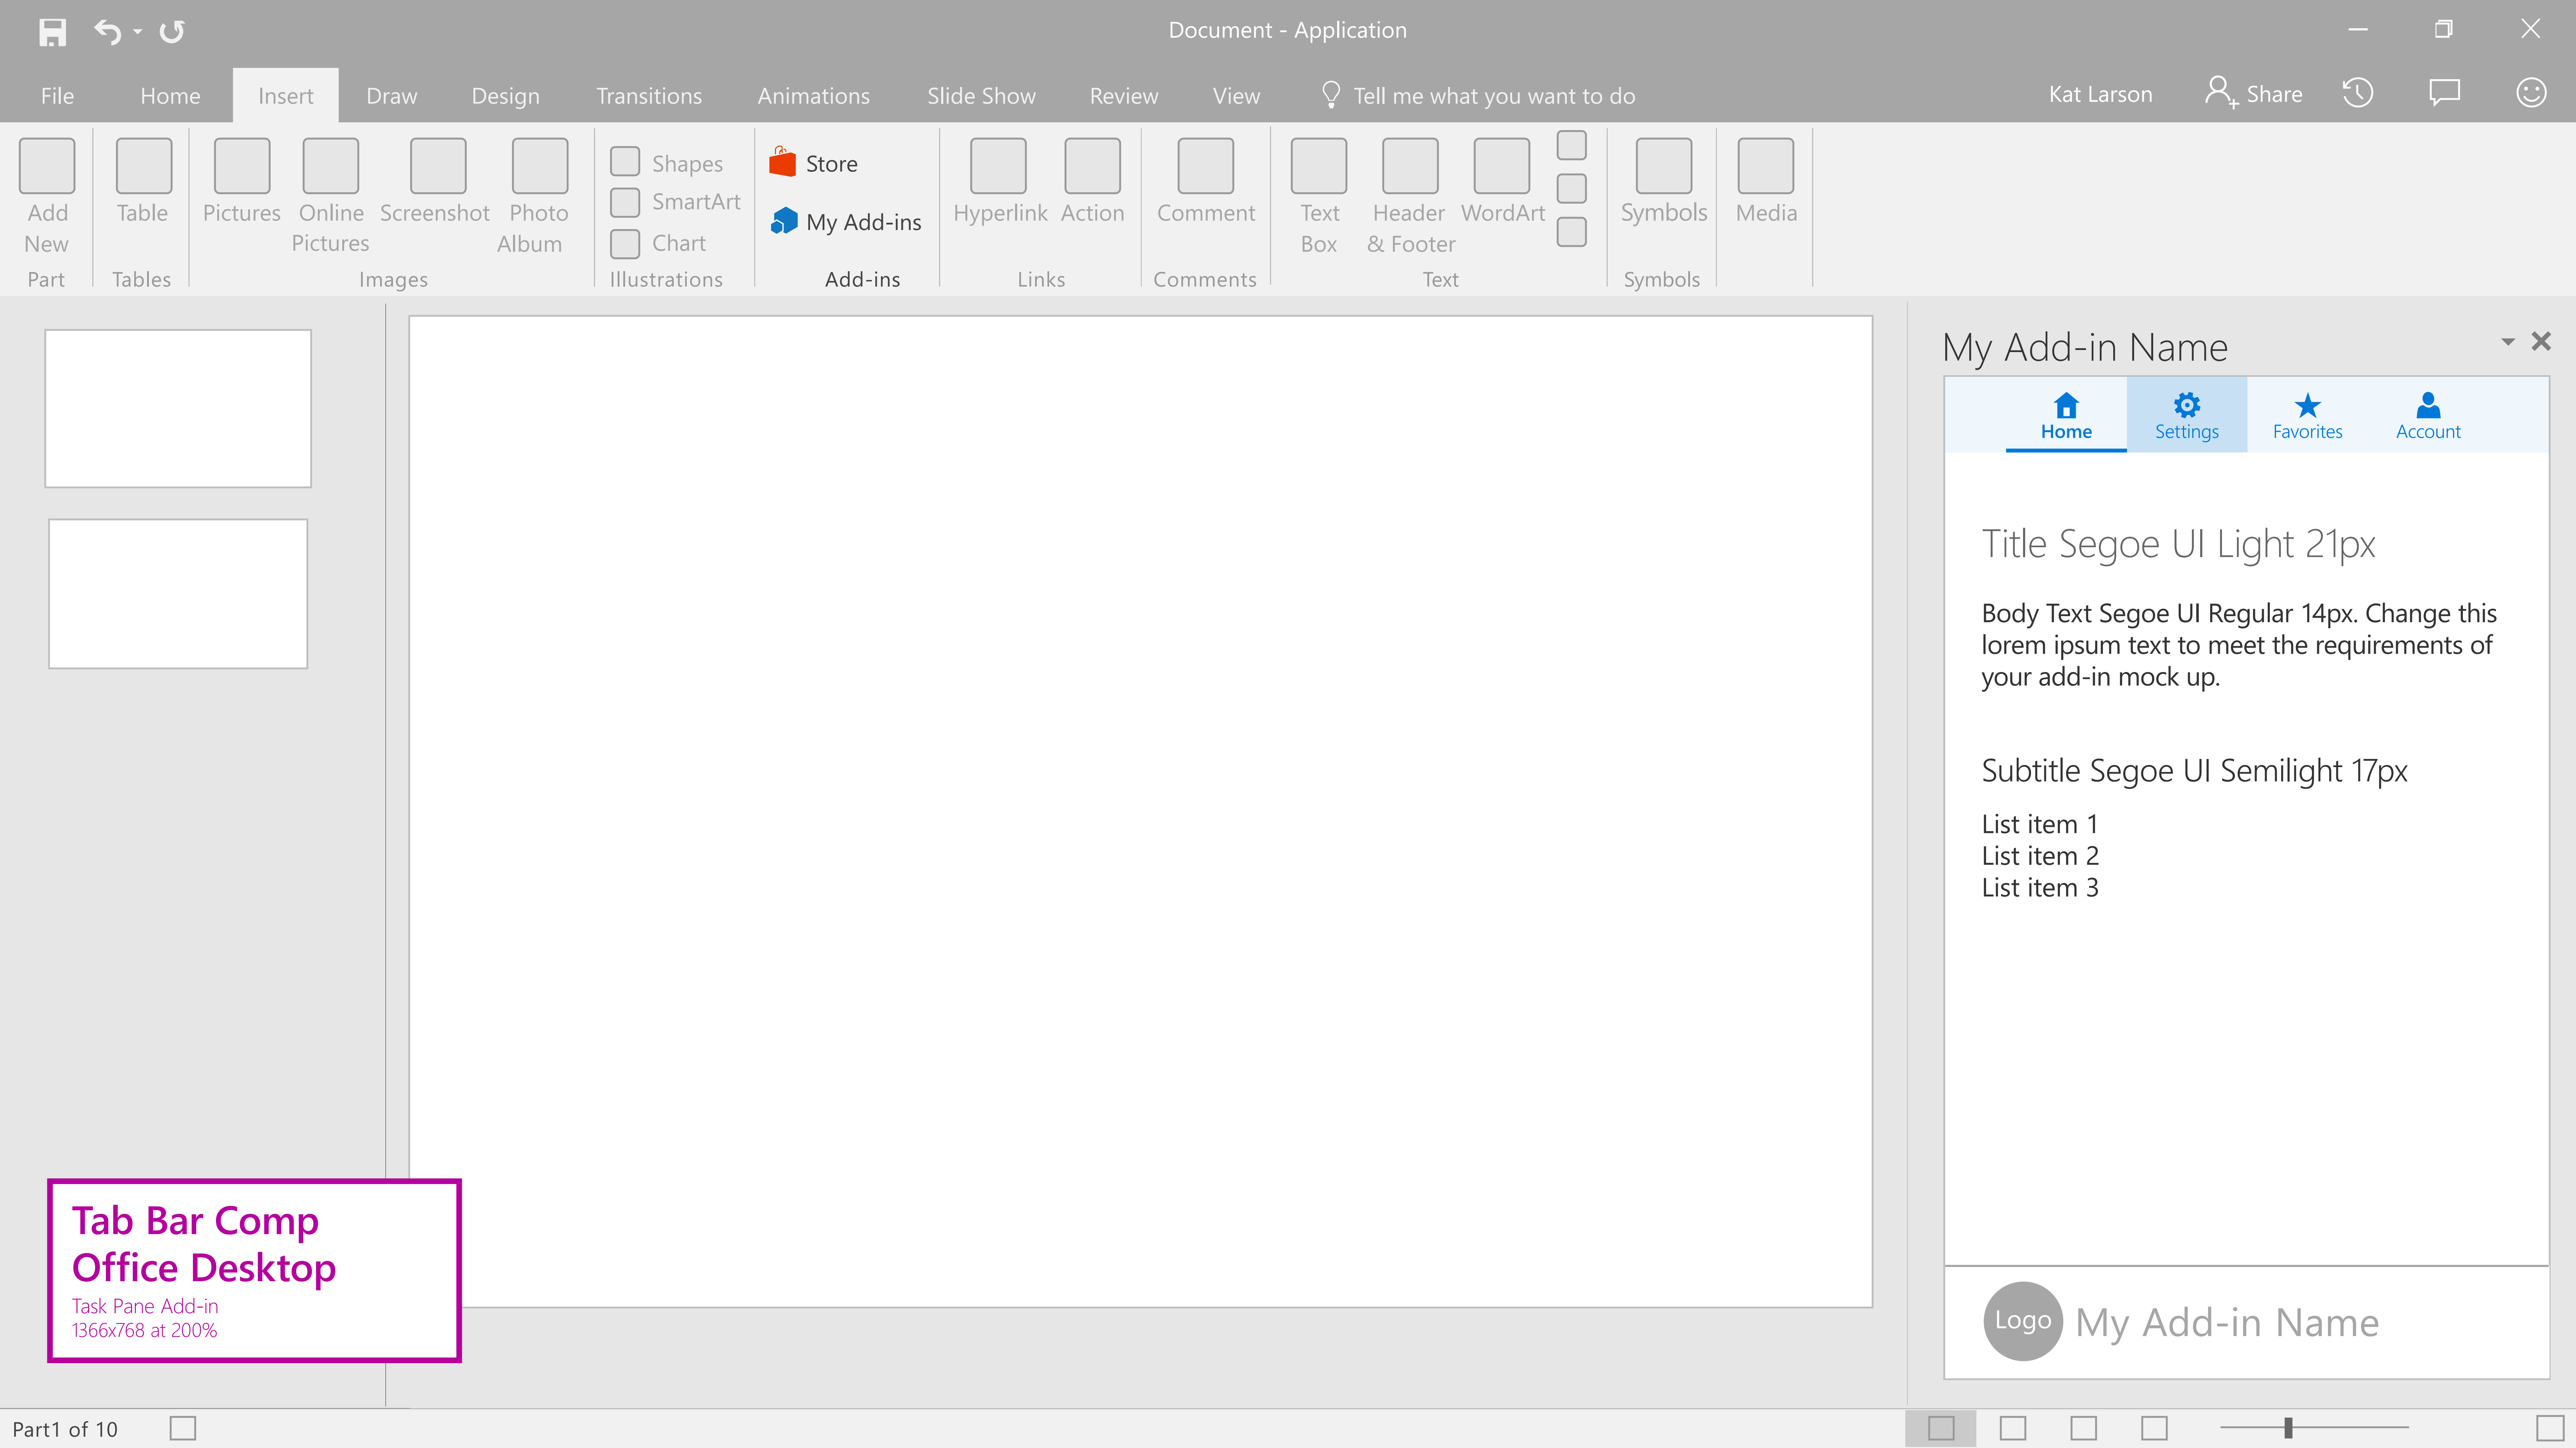 Document - Application
File Home Insert Draw Design Transitions Animations Slide Show Review View Tell me what you want to do Kat Larson Share
Add New
Part
Table
Tables
Pictures
Online Pictures
Screenshot
Photo Album
Images
Shapes
SmartArt
Chart
Illustrations
Store
My Add-ins
Add-ins
Hyperlink
Action
Links
Comment
Comments
Text Box
Header & Footer
WordArt
Text
Symbols
Symbols
Media
My Add-in Name
Home Settings Favorites Account
Title Segoe UI Light 21px
Body Text Segoe UI Regular 14px. Change this
lorem ipsum text to meet the requirements of
your add-in mock up.
Subtitle Segoe UI Semilight 17px
List item 1
List item 2
List item 3
Logo My Add-in Name
Tab Bar Comp
Office Desktop
Task Pane Add-in
1366x768 at 200%
Part1 of 10